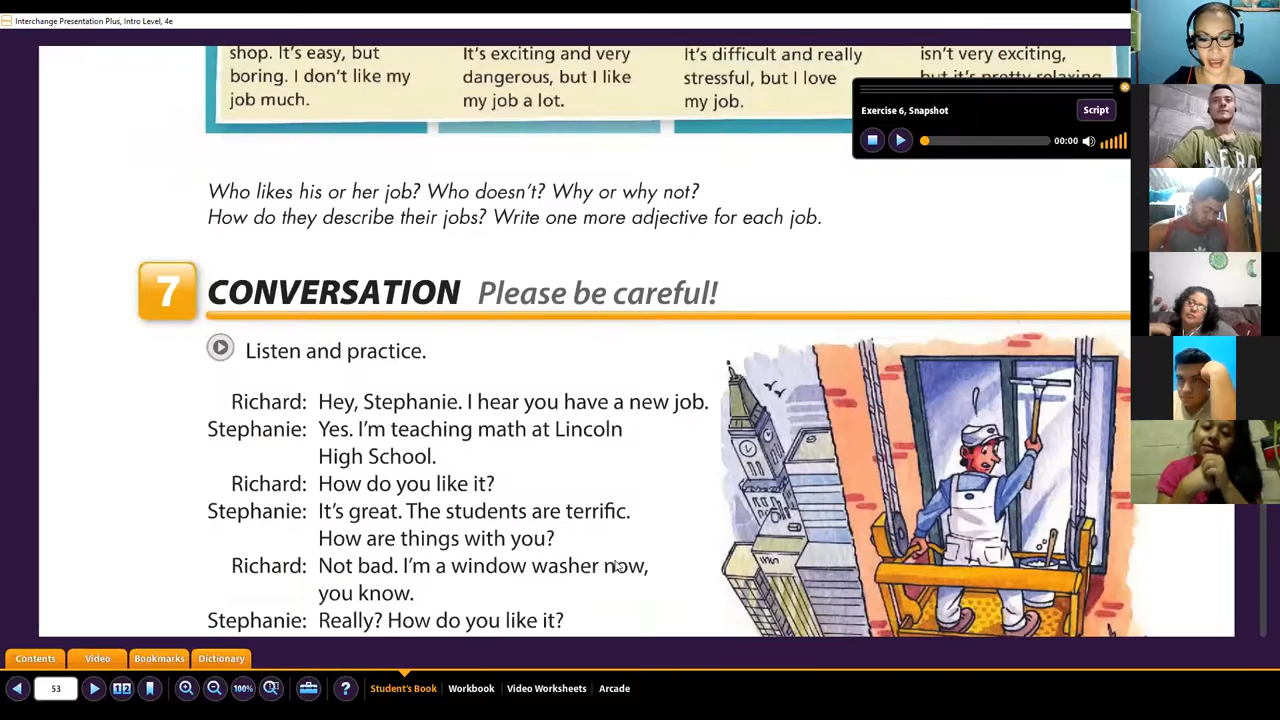 Interchange Presentation Plus, Intro Level, 4e
shop. It's easy, but
boring. I don't like my
job much.
It's exciting and very
dangerous, but I like
my job a lot.
It's difficult and really
stressful, but I love
my job.
isn't very exciting,
but it's pretty relaxing
Exercise 6, Snapshot
Script
00:00
Who likes his or her job? Who doesn't? Why or why not?
How do they describe their jobs? Write one more adjective for each job.
7 CONVERSATION Please be careful!
Listen and practice.
Richard: Hey, Stephanie. I hear you have a new job.
Stephanie: Yes. I'm teaching math at Lincoln
High School.
Richard: How do you like it?
Stephanie: It's great. The students are terrific.
How are things with you?
Richard: Not bad. I'm a window washer now,
you know.
Stephanie: Really? How do you like it?
AERO
Contents Video Bookmarks Dictionary
53 12 100% ? Student's Book Workbook Video Worksheets Arcade